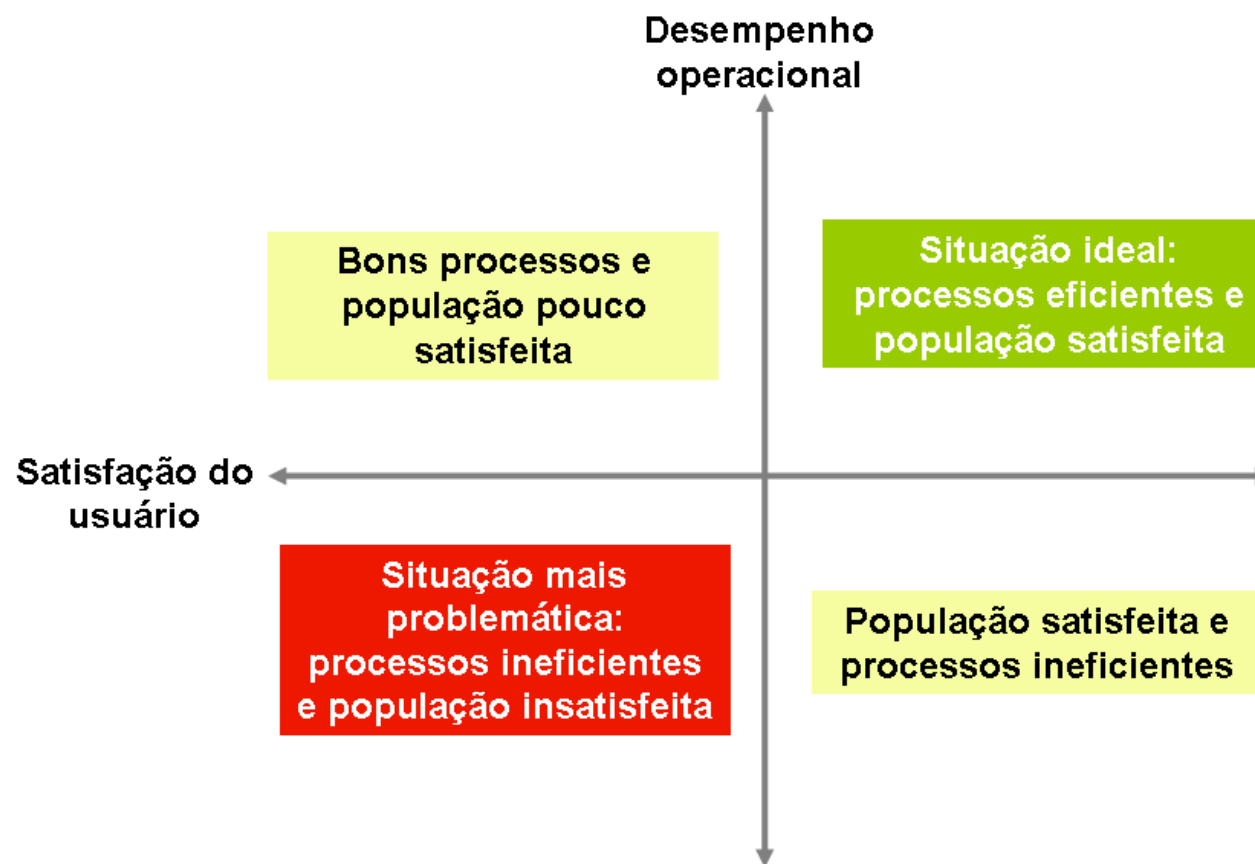 Desempenho
operacional
Bons processos e
população pouco
satisfeita
Situação ideal:
processos eficientes e
população satisfeita
Satisfação do
usuário
Situação mais
problemática:
processos ineficientes
e população insatisfeita
População satisfeita e
processos ineficientes